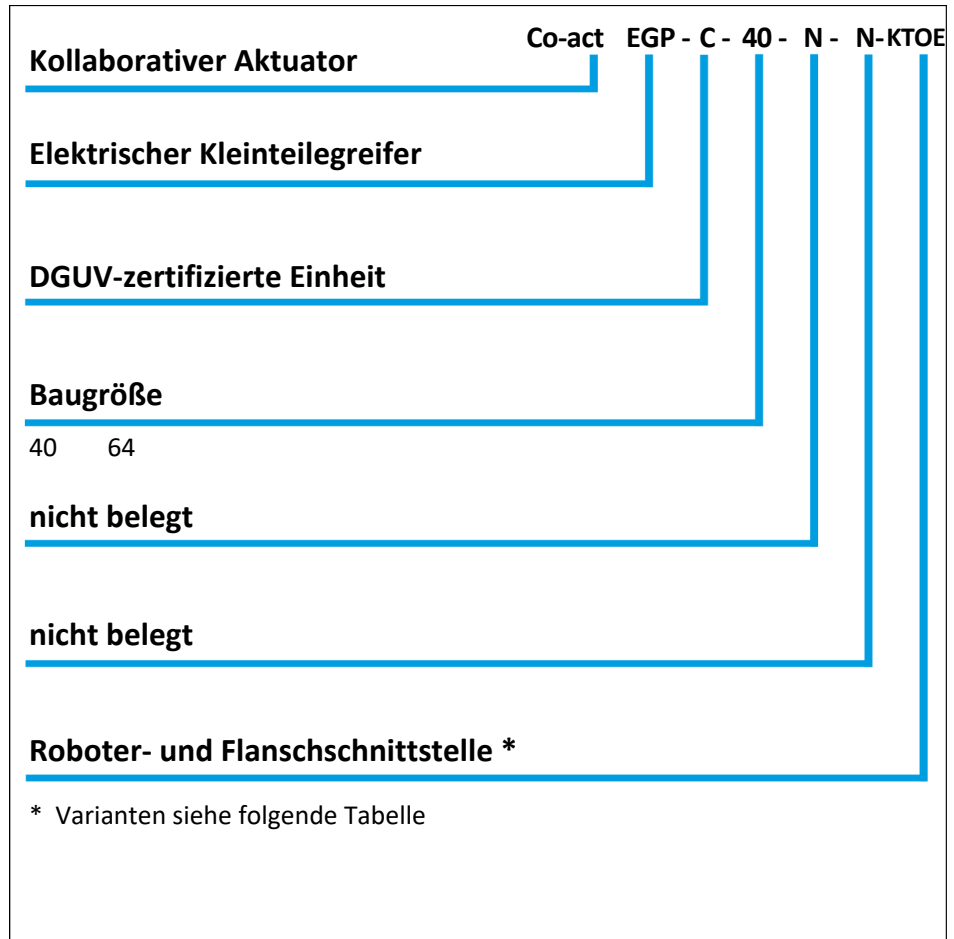 Co-act EGP - C - 40 - N - N-KTOE
Kollaborativer Aktuator
Elektrischer Kleinteilegreifer
DGUV-zertifizierte Einheit
Baugröße
40 64
nicht belegt
nicht belegt
Roboter- und Flanschschnittstelle *
* Varianten siehe folgende Tabelle